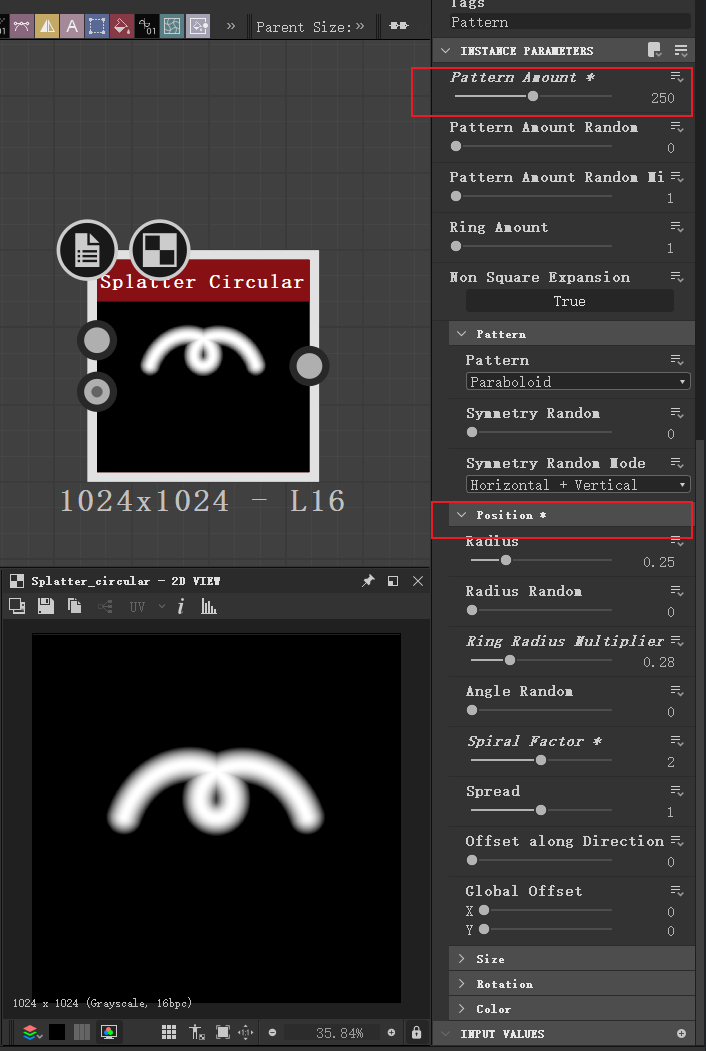 Tags
Pattern
01
A
01
»
Parent Size: »
INSTANCE PARAMETERS
Pattern Amount *
250
Pattern Amount Random
0
Pattern Amount Random Mi
1
Ring Amount
1
Non Square Expansion
True
Pattern
Pattern
Paraboloid
Symmetry Random
0
Symmetry Random Mode
Horizontal + Vertical
Position *
Radius
0.25
Radius Random
0
Ring Radius Multiplier
0.28
Angle Random
0
Spiral Factor *
2
Spread
1
Offset along Direction
0
Global Offset
X 0
Y 0
Size
Rotation
Color
INPUT VALUES
Splatter Circular
1024x1024 - L16
Splatter_circular - 2D VIEW
UV
i
1024 x 1024 (Grayscale, 16bpc)
35.84%